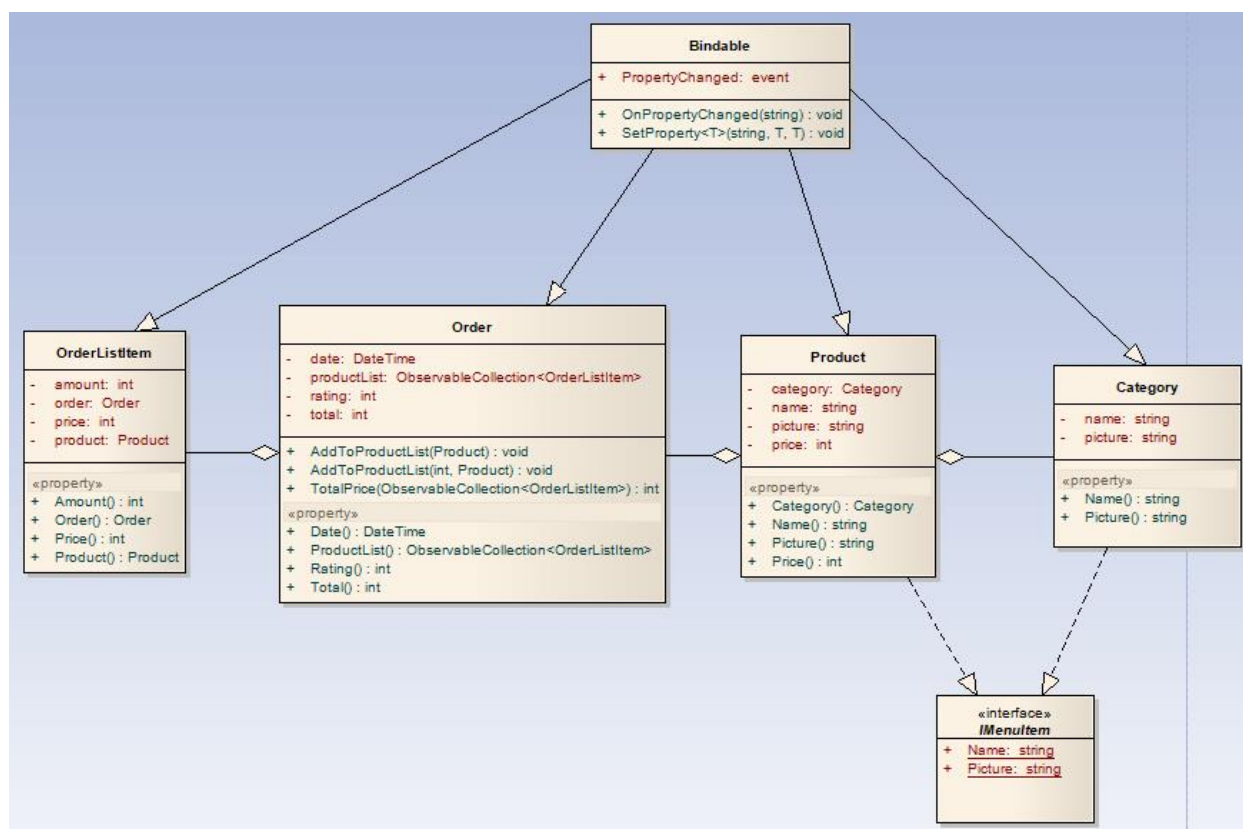 Bindable
+ PropertyChanged: event
+ OnPropertyChanged(string) : void
+ SetProperty<T>(string, T, T) : void
OrderListItem
- amount: int
- order: Order
- price: int
- product: Product
«property»
+ Amount() : int
+ Order() : Order
+ Price() : int
+ Product() : Product
Order
- date: DateTime
- productList: ObservableCollection<OrderListItem>
- rating: int
- total: int
+ AddToProductList(Product) : void
+ AddToProductList(int, Product) : void
+ TotalPrice(ObservableCollection<OrderListItem>) : int
«property»
+ Date() : DateTime
+ ProductList() : ObservableCollection<OrderListItem>
+ Rating() : int
+ Total() : int
Product
- category: Category
- name: string
- picture: string
- price: int
«property»
+ Category() : Category
+ Name() : string
+ Picture() : string
+ Price() : int
Category
- name: string
- picture: string
«property»
+ Name() : string
+ Picture() : string
«interface»
IMenuItem
+ Name: string
+ Picture: string